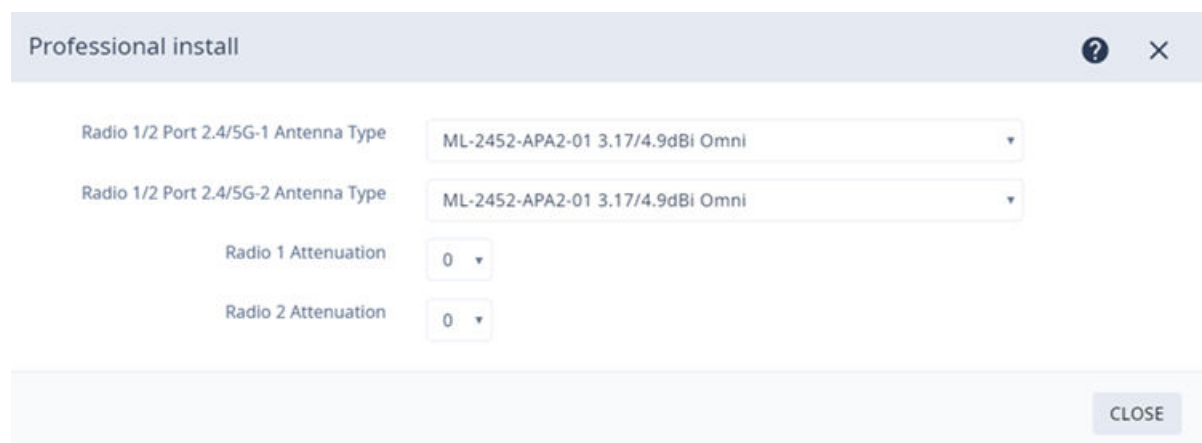 Professional install
Radio 1/2 Port 2.4/5G-1 Antenna Type ML-2452-APA2-01 3.17/4.9dBi Omni
Radio 1/2 Port 2.4/5G-2 Antenna Type ML-2452-APA2-01 3.17/4.9dBi Omni
Radio 1 Attenuation 0
Radio 2 Attenuation 0
CLOSE